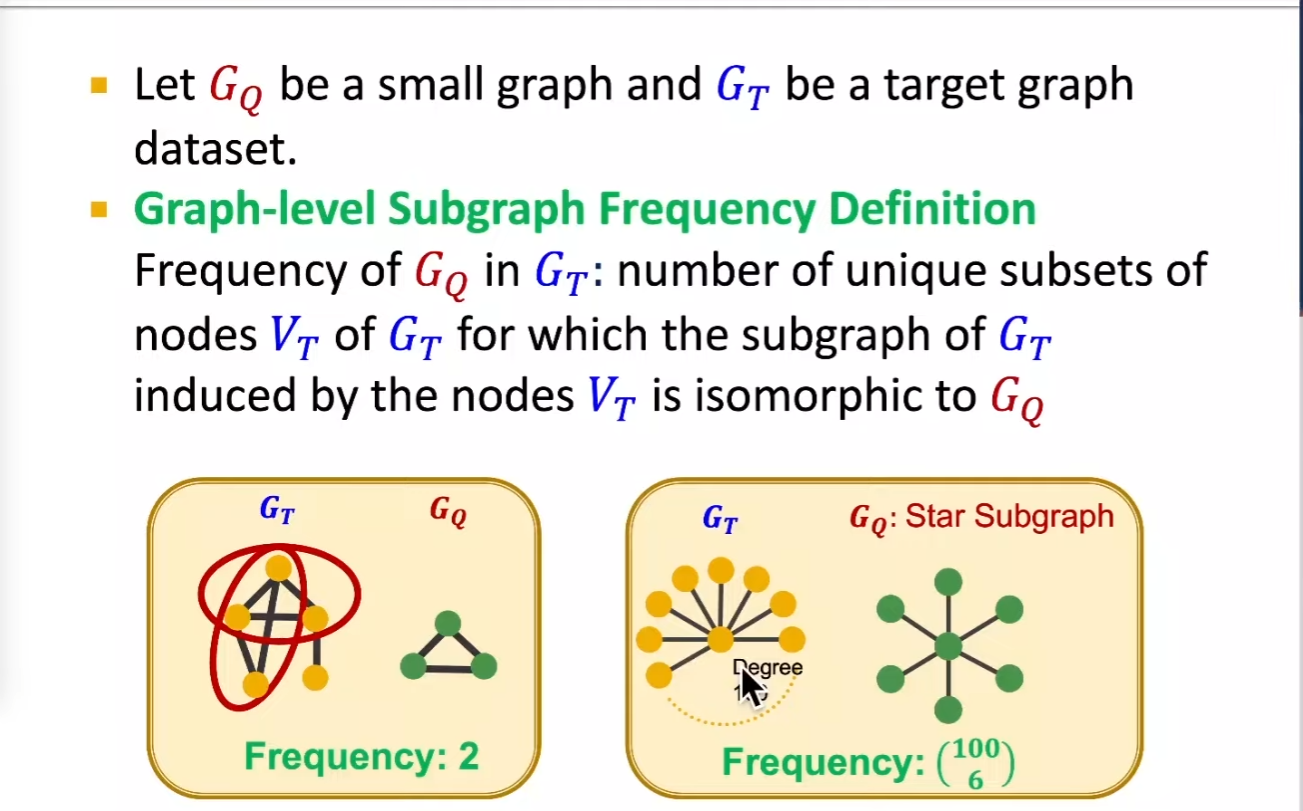 Let G_Q be a small graph and G_T be a target graph
dataset.
Graph-level Subgraph Frequency Definition
Frequency of G_Q in G_T: number of unique subsets of
nodes V_T of G_T for which the subgraph of G_T
induced by the nodes V_T is isomorphic to G_Q
G_T
G_Q
Frequency: 2
G_T
G_Q: Star Subgraph
Degree
Frequency: (100
6)